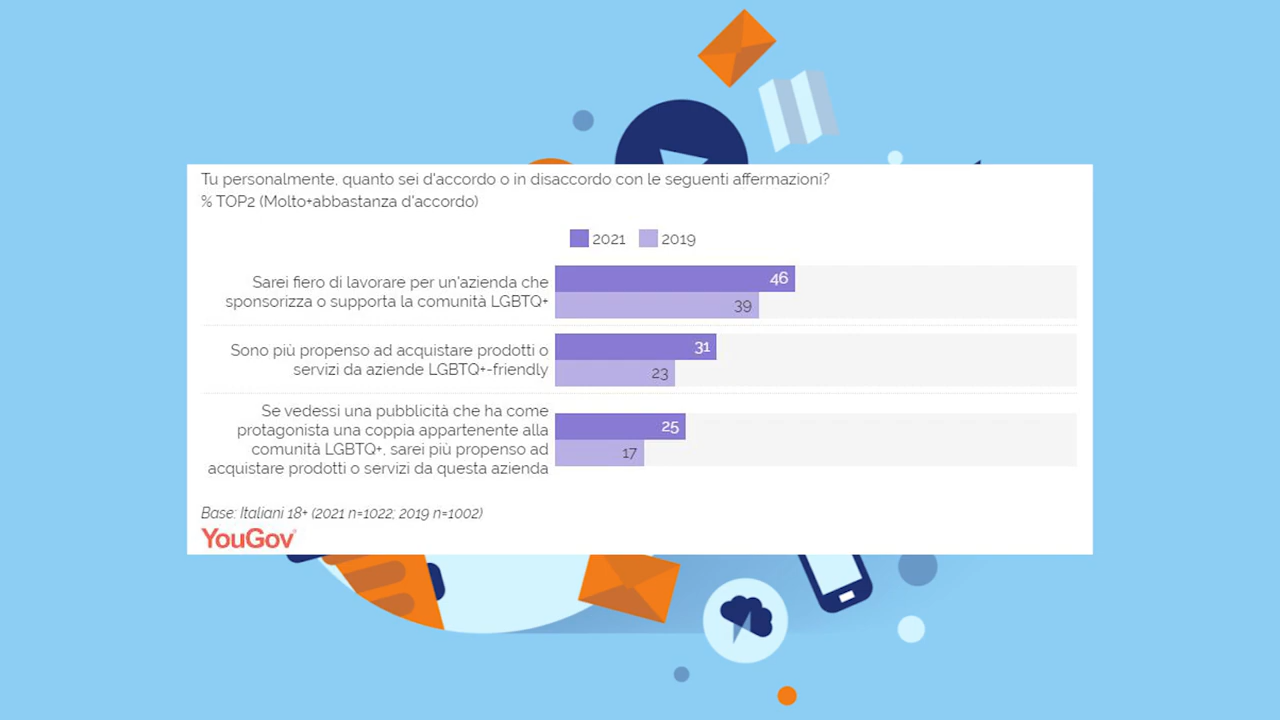 Tu personalmente, quanto sei d'accordo o in disaccordo con le seguenti affermazioni?
% TOP2 (Molto+abbastanza d'accordo)
2021 2019
Sarei fiero di lavorare per un'azienda che
sponsorizza o supporta la comunità LGBTQ+
46
39
Sono più propenso ad acquistare prodotti o
servizi da aziende LGBTQ+-friendly
31
23
Se vedessi una pubblicità che ha come
protagonista una coppia appartenente alla
comunità LGBTQ+, sarei più propenso ad
acquistare prodotti o servizi da questa azienda
25
17
Base: Italiani 18+ (2021 n=1022; 2019 n=1002)
YouGov